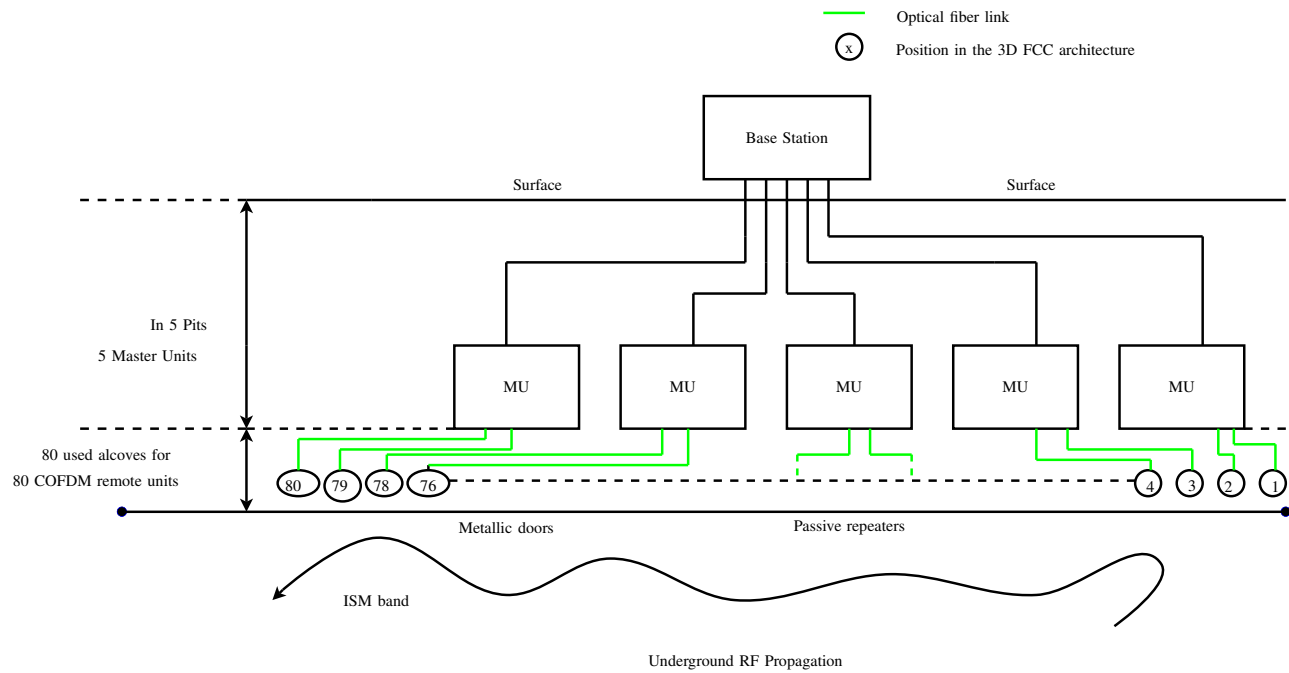 Optical fiber link
x
Position in the 3D FCC architecture
Base Station
Surface
Surface
In 5 Pits
5 Master Units
MU
MU
MU
MU
MU
80 used alcoves for
80 COFDM remote units
80
79
78
76
4
3
2
1
Metallic doors
Passive repeaters
ISM band
Underground RF Propagation